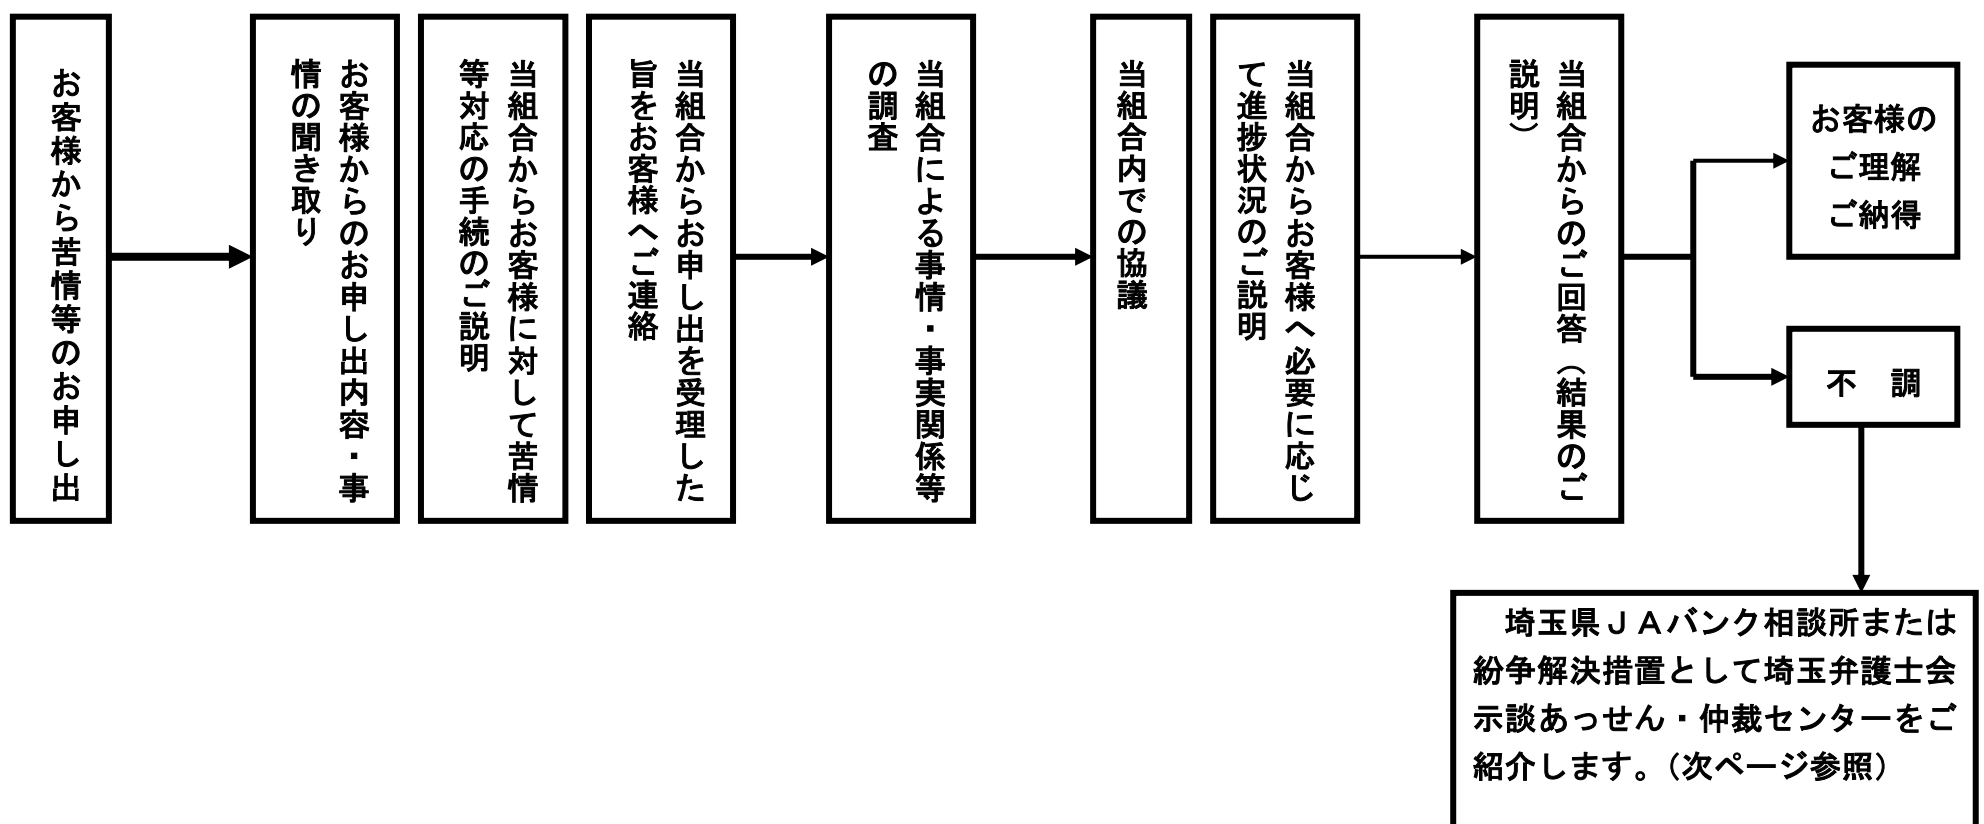 お客様から苦情等のお申し出
お客様からのお申し出内容・事
情の聞き取り
当組合からお客様に対して苦情
等対応の手続のご説明
当組合からお申し出を受理した
旨をお客様へご連絡
当組合による事情・事実関係等
の調査
当組合内での協議
当組合からお客様へ必要に応じ
て進捗状況のご説明
当組合からのご回答（結果のご
説明）
お客様の
ご理解
ご納得
不　調
埼玉県ＪＡバンク相談所または
紛争解決措置として埼玉弁護士会
示談あっせん・仲裁センターをご
紹介します。（次ページ参照）